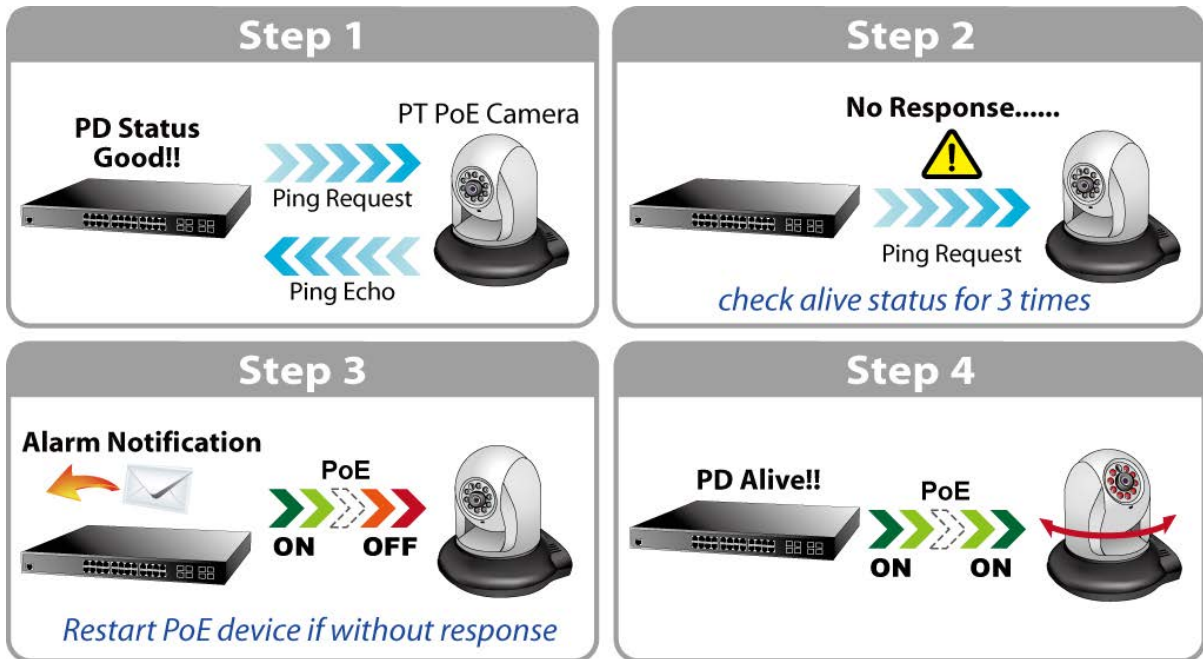 Step 1
PD Status
Good!!
PT PoE Camera
Ping Request
Ping Echo
Step 2
No Response......
Ping Request
check alive status for 3 times
Step 3
Alarm Notification
PoE
ON OFF
Restart PoE device if without response
Step 4
PD Alive!!
PoE
ON ON